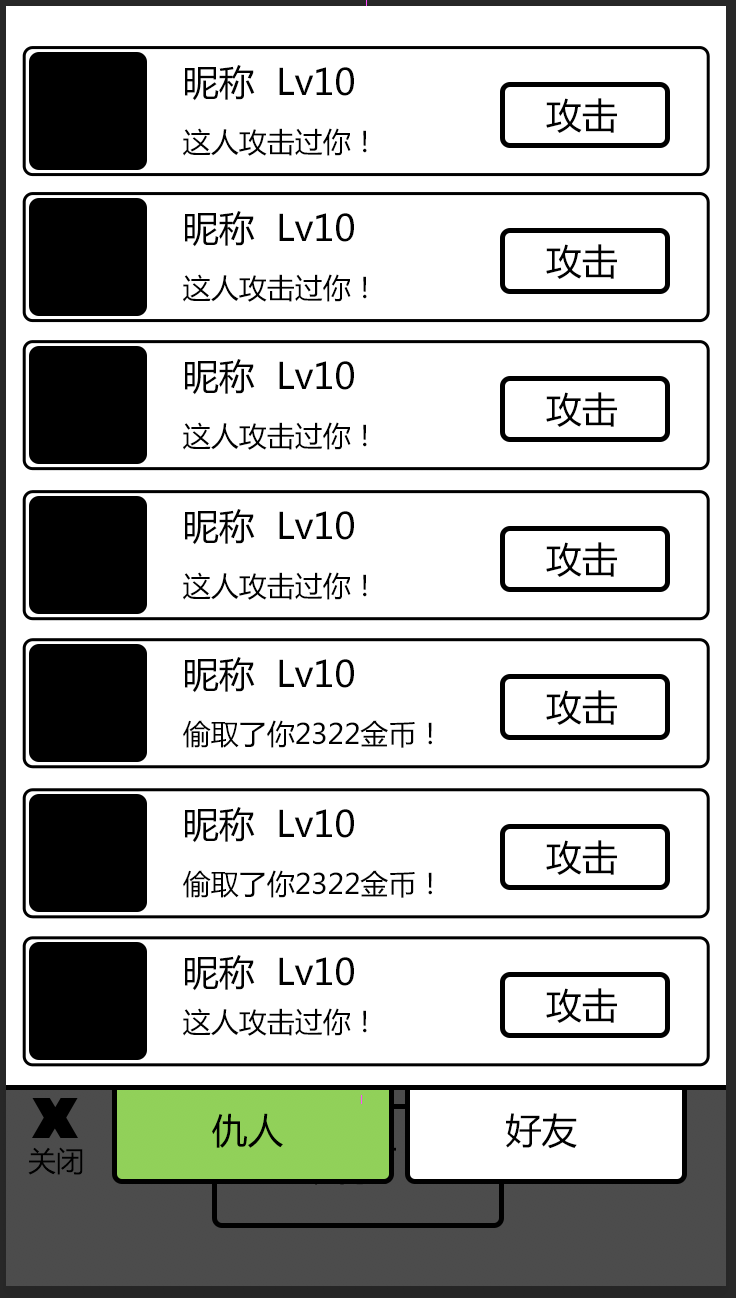 昵称 Lv10
这人攻击过你！
攻击
昵称 Lv10
这人攻击过你！
攻击
昵称 Lv10
这人攻击过你！
攻击
昵称 Lv10
这人攻击过你！
攻击
昵称 Lv10
偷取了你2322金币！
攻击
昵称 Lv10
偷取了你2322金币！
攻击
昵称 Lv10
这人攻击过你！
攻击
X
关闭
仇人
好友